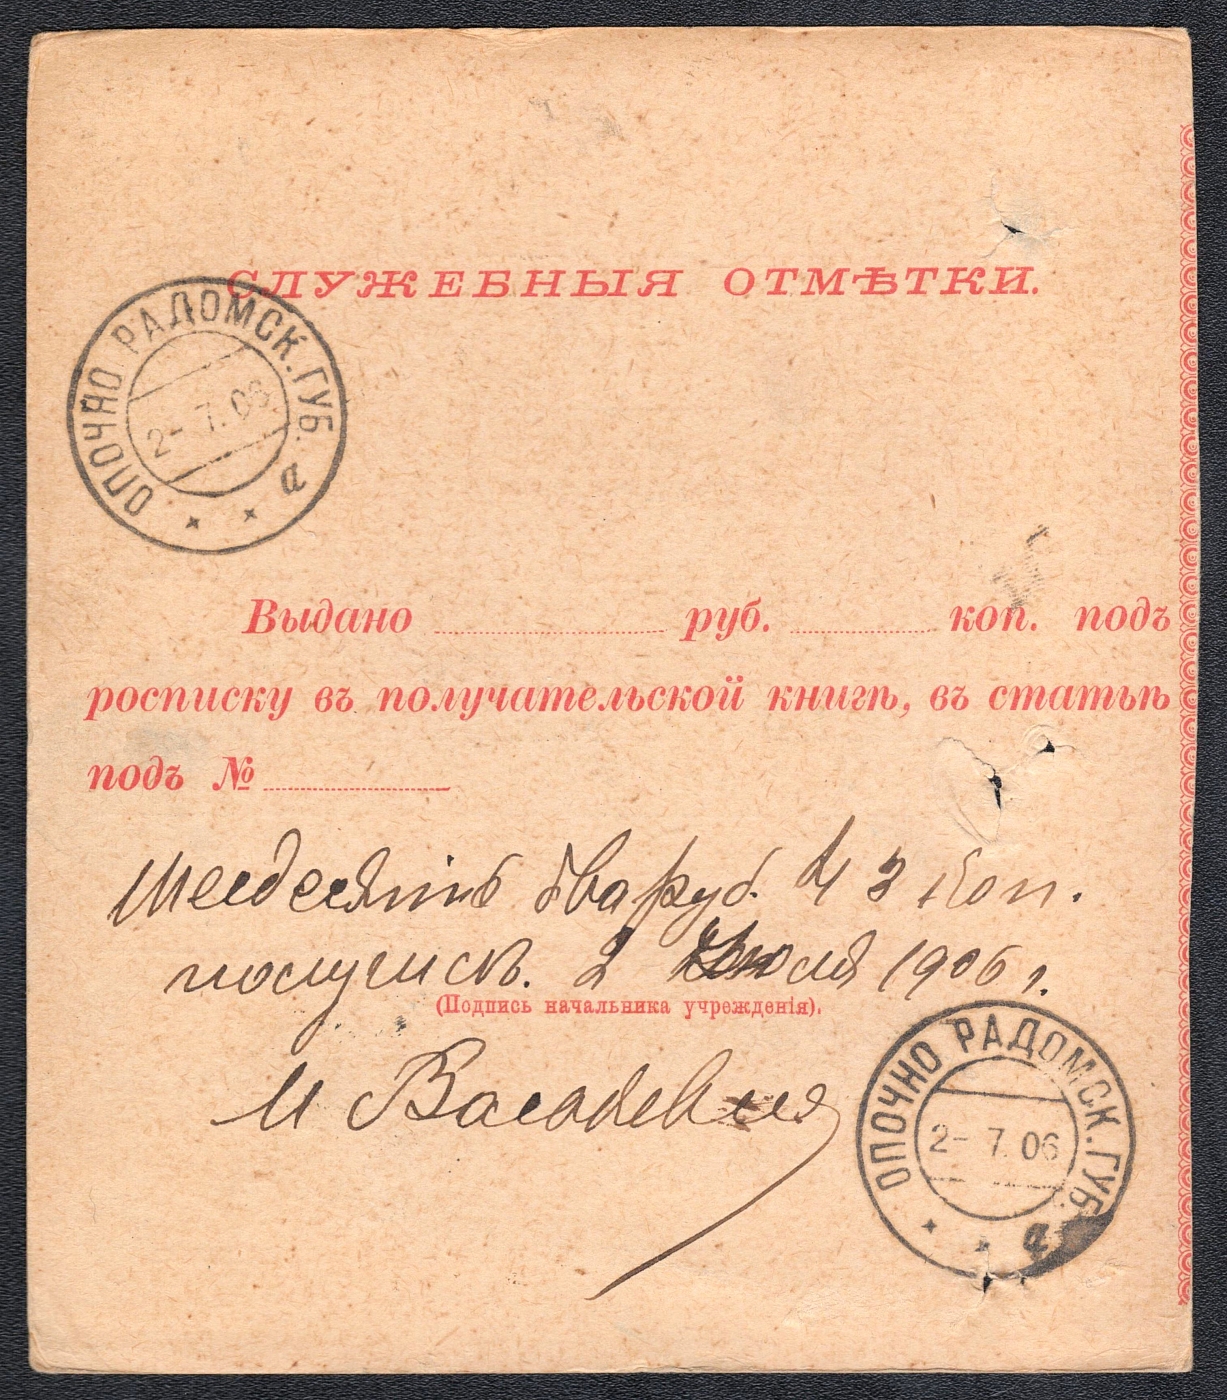 СЛУЖЕБНЫЯ ОТМѢТКИ.
ОПОЧНО РАДОМСК. ГУБ.
2- 7. 06
а
Выдано руб. коп. подъ
росписку въ получательской книгѣ, въ статьѣ
подъ №
Шесдесятъ два руб. 43 коп.
получилъ. 2 Июля 1906 г.
(Подпись начальника учрежденія).
И
ОПОЧНО РАДОМСК. ГУБ.
2- 7. 06
а